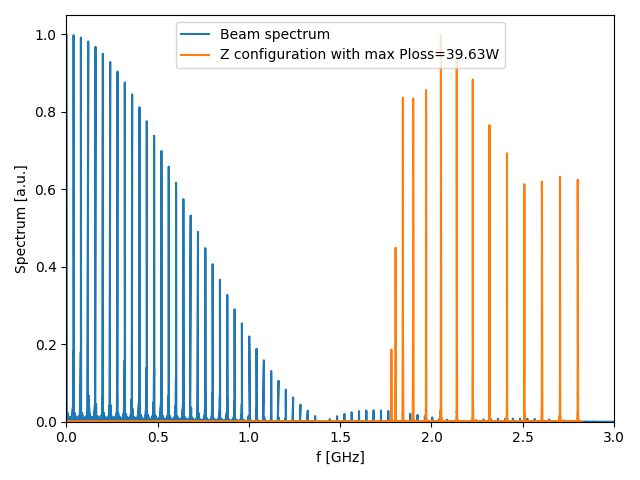 Beam spectrum
Z configuration with max Ploss=39.63W
Spectrum [a.u.]
1.0
0.8
0.6
0.4
0.2
0.0
0.0 0.5 1.0 1.5 2.0 2.5 3.0
f [GHz]